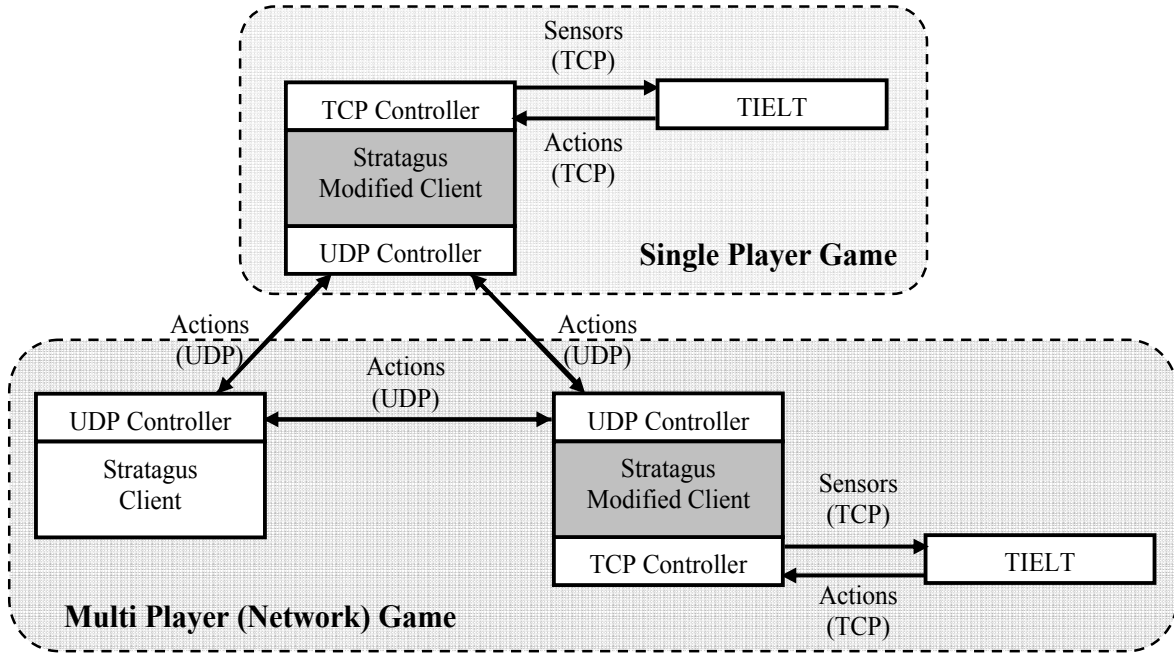 Sensors
(TCP)
TCP Controller
TIELT
Actions
(TCP)
Stratagus
Modified Client
UDP Controller
Single Player Game
Actions
(UDP)
Actions
(UDP)
Actions
(UDP)
UDP Controller
Stratagus
Client
UDP Controller
Stratagus
Modified Client
TCP Controller
Sensors
(TCP)
TIELT
Actions
(TCP)
Multi Player (Network) Game